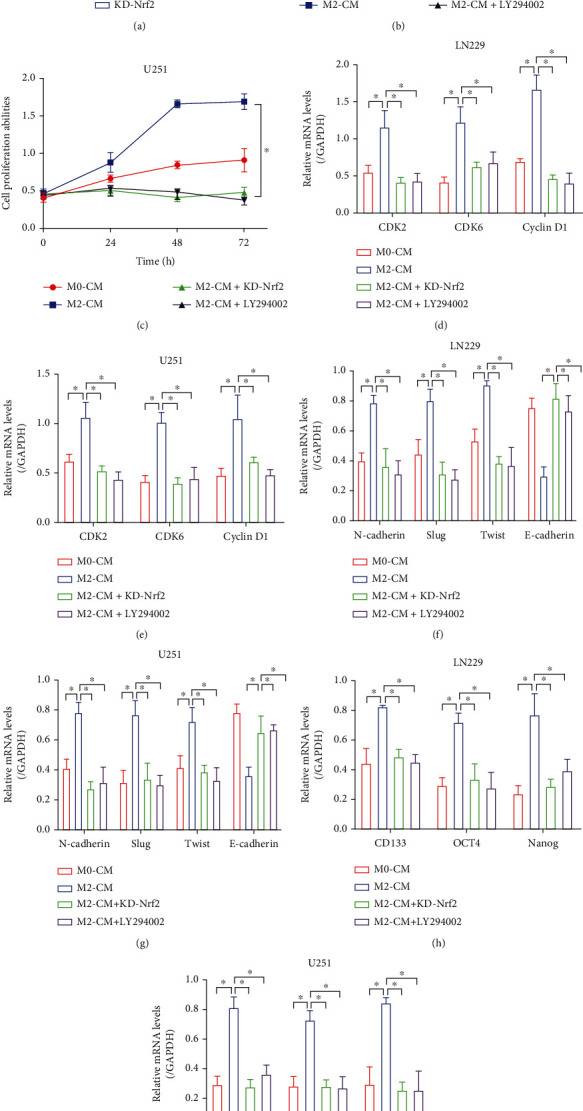 KD-Nrf2
M2-CM
M2-CM + LY294002
(a)
(b)
U251
Cell proliferation abilities
2.0
1.5
1.0
0.5
0.0
0
24
48
72
*
Time (h)
M0-CM
M2-CM
M2-CM + KD-Nrf2
M2-CM + LY294002
(c)
LN229
Relative mRNA levels
(/GAPDH)
2.0
1.5
1.0
0.5
0.0
* * * *
* * * *
* * * *
CDK2
CDK6
Cyclin D1
M0-CM
M2-CM
M2-CM + KD-Nrf2
M2-CM + LY294002
(d)
U251
Relative mRNA levels
(/GAPDH)
1.5
1.0
0.5
0.0
* * *
* * *
* * *
CDK2
CDK6
Cyclin D1
M0-CM
M2-CM
M2-CM + KD-Nrf2
M2-CM + LY294002
(e)
LN229
Relative mRNA levels
(/GAPDH)
1.0
0.8
0.6
0.4
0.2
0.0
* * *
* * *
* * *
* * *
N-cadherin
Slug
Twist
E-cadherin
M0-CM
M2-CM
M2-CM + KD-Nrf2
M2-CM + LY294002
(f)
U251
Relative mRNA levels
(/GAPDH)
1.0
0.8
0.6
0.4
0.2
0.0
* * *
* * *
* * *
* * *
N-cadherin
Slug
Twist
E-cadherin
M0-CM
M2-CM
M2-CM+KD-Nrf2
M2-CM+LY294002
(g)
LN229
Relative mRNA levels
(/GAPDH)
1.0
0.8
0.6
0.4
0.2
0.0
* * *
* * *
* * *
CD133
OCT4
Nanog
M0-CM
M2-CM
M2-CM+KD-Nrf2
M2-CM+LY294002
(h)
U251
Relative mRNA levels
(/GAPDH)
1.0
0.8
0.6
0.4
0.2
* * *
* * *
* * *